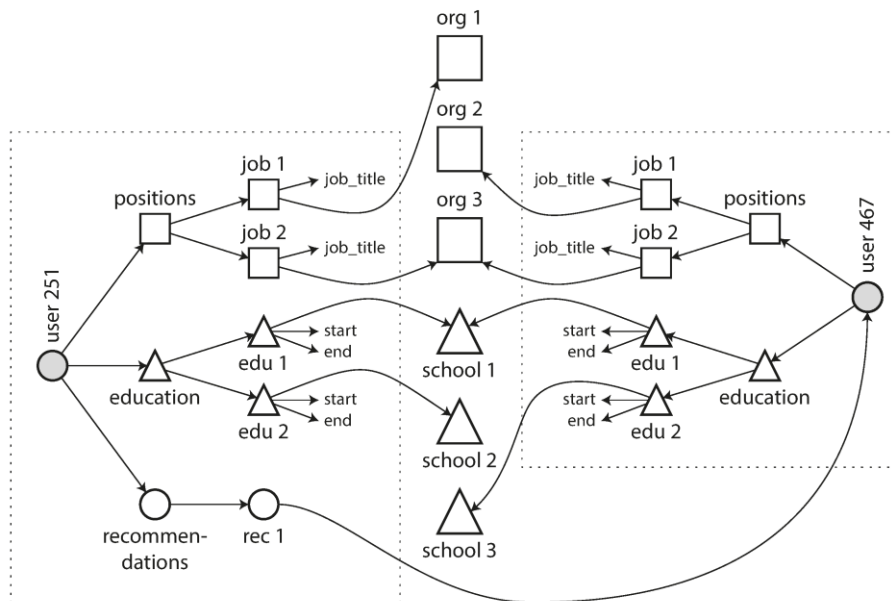 org 1
org 2
org 3
user 251
positions
job 1
job_title
job 2
job_title
education
edu 1
start
end
edu 2
start
end
recommen-
dations
rec 1
school 1
school 2
school 3
job 1
job_title
job 2
job_title
positions
user 467
start
end
edu 1
start
end
edu 2
education